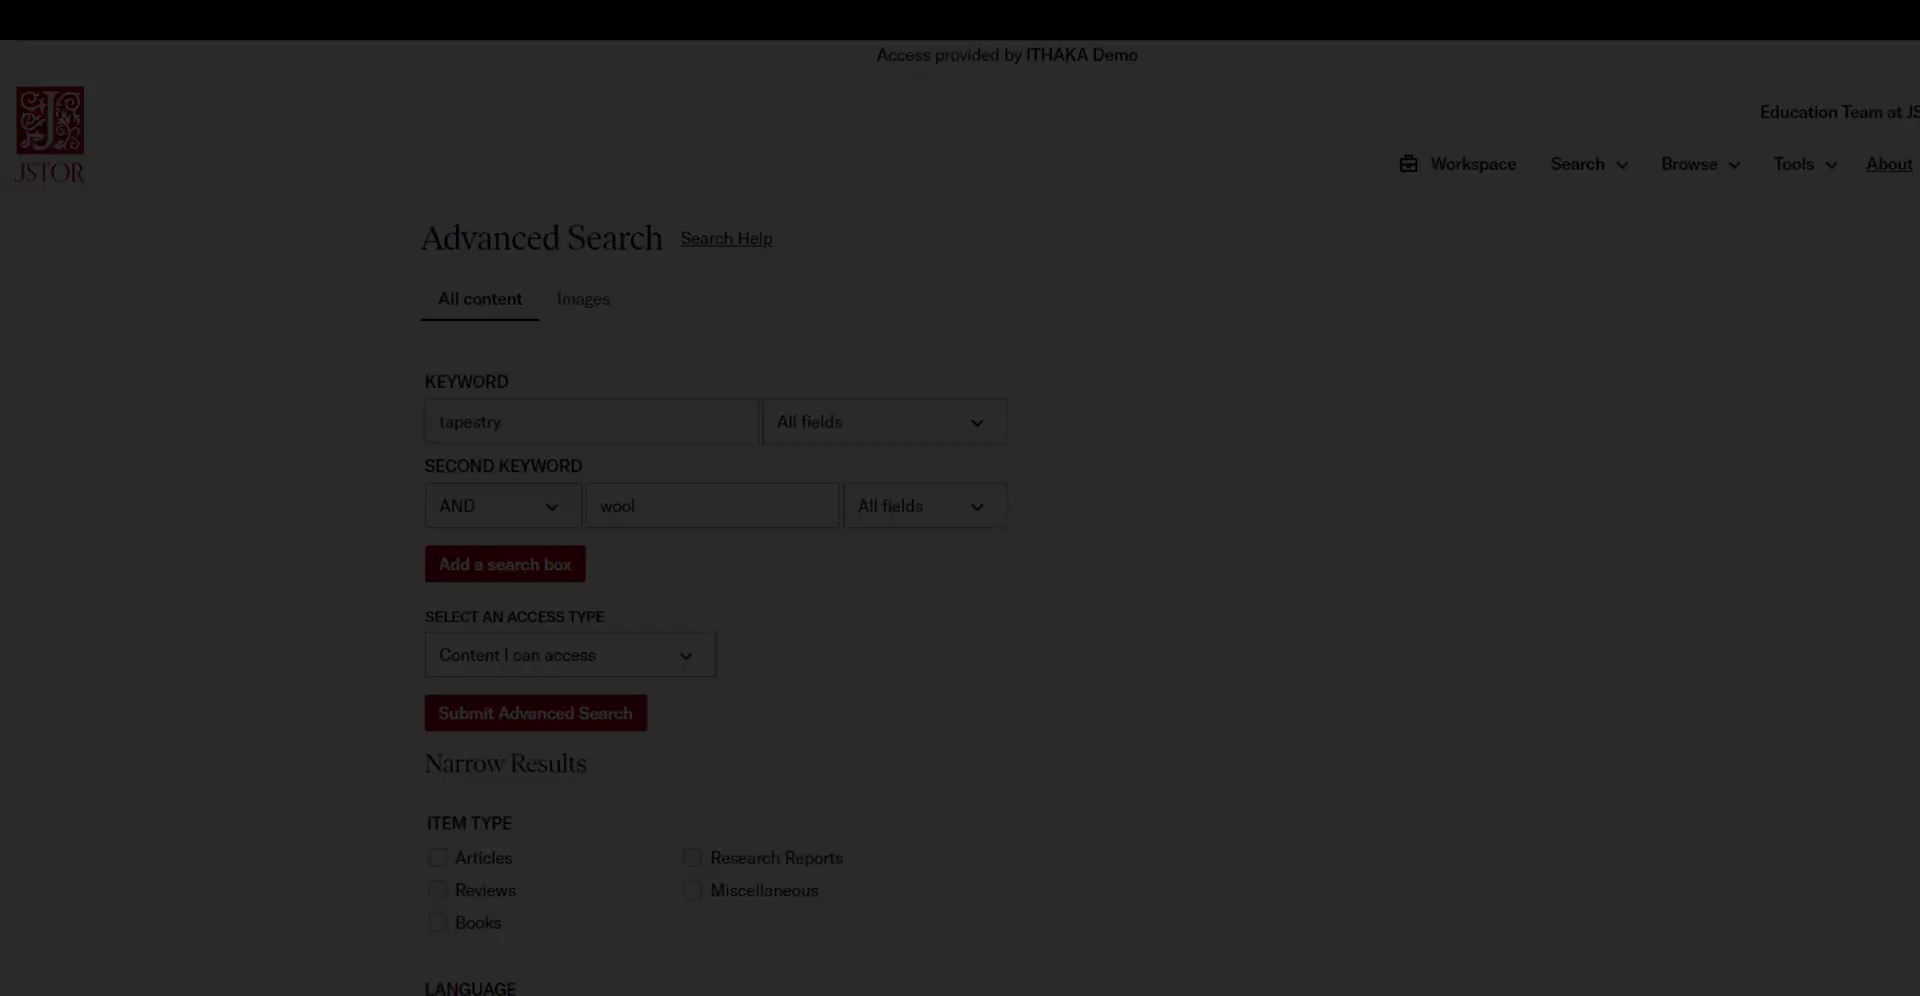 Access provided by ITHAKA Demo
JSTOR
Education Team at JS
Workspace Search Browse Tools About
Advanced Search Search Help
All content Images
KEYWORD
tapestry All fields
SECOND KEYWORD
AND wool All fields
Add a search box
SELECT AN ACCESS TYPE
Content I can access
Submit Advanced Search
Narrow Results
ITEM TYPE
Articles Research Reports
Reviews Miscellaneous
Books
LANGUAGE